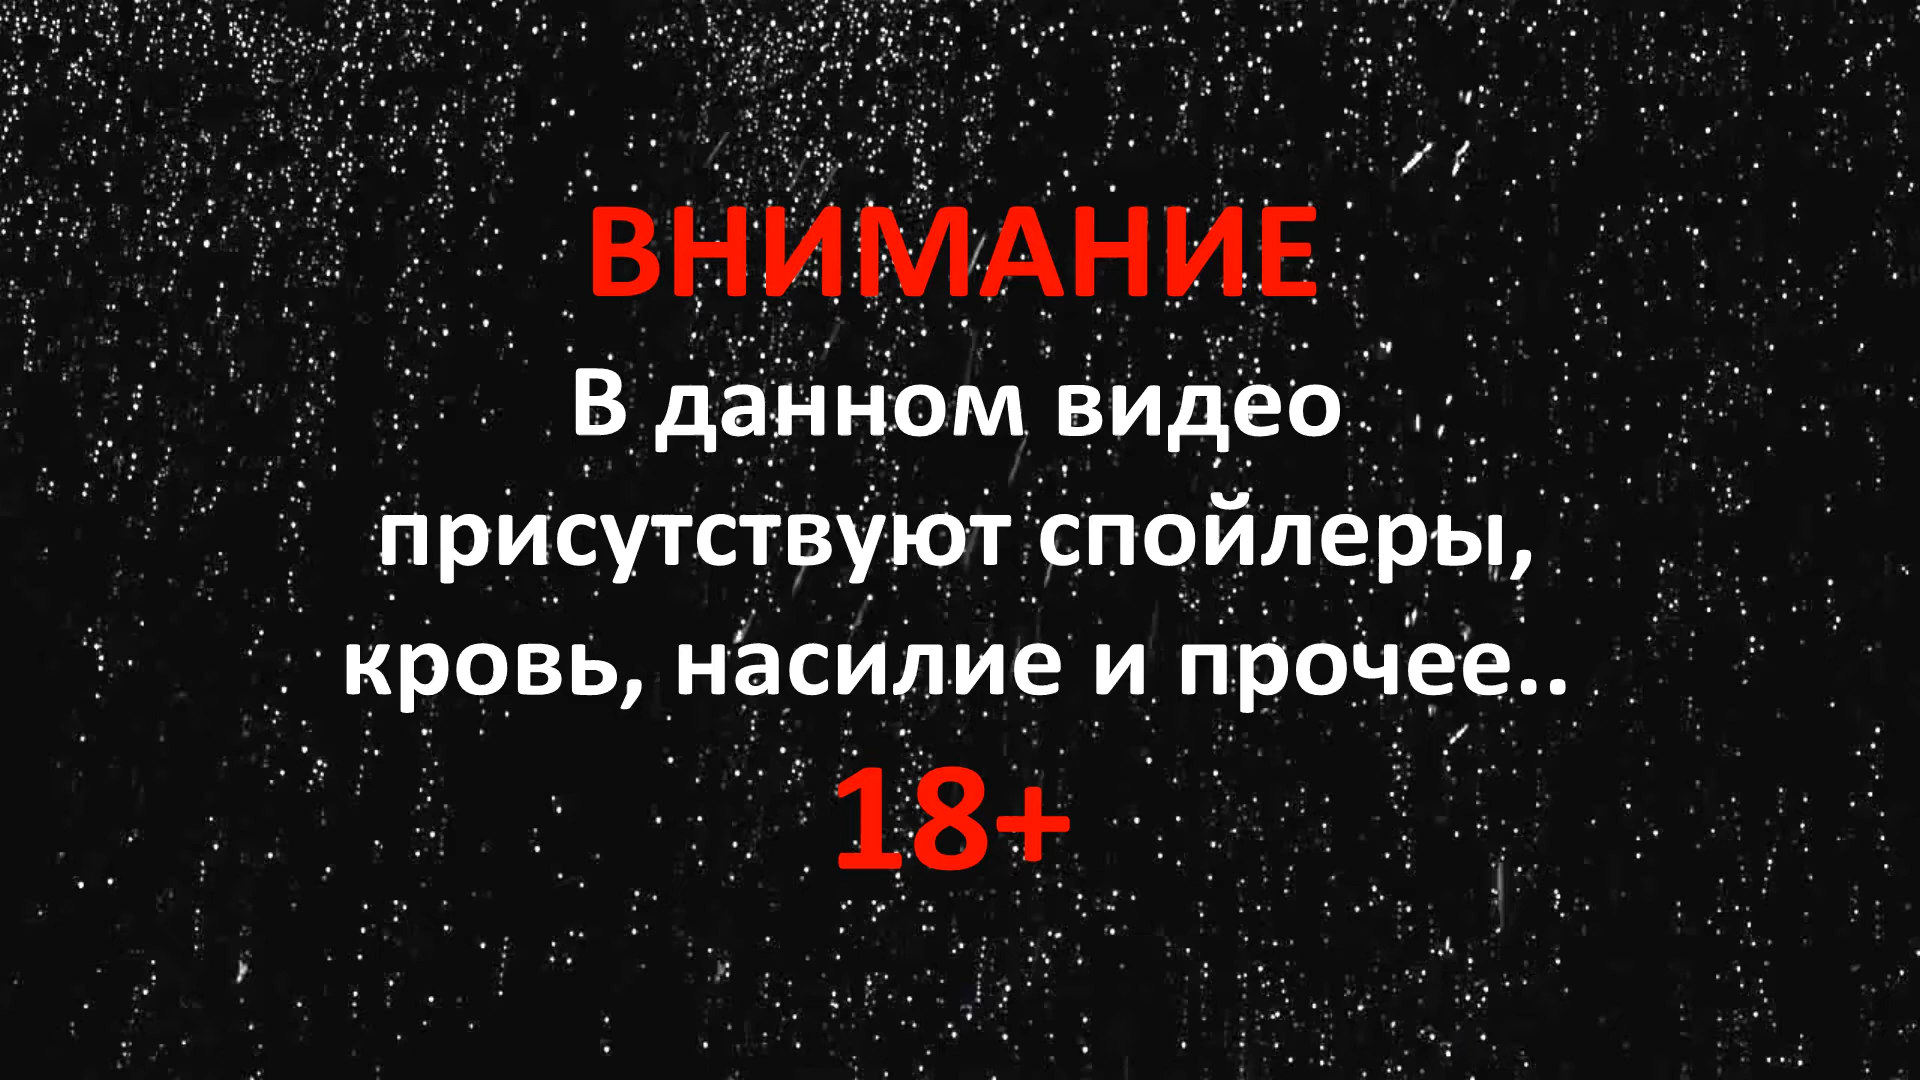 ВНИМАНИЕ
В данном видео
присутствуют спойлеры,
кровь, насилие и прочее..
18+